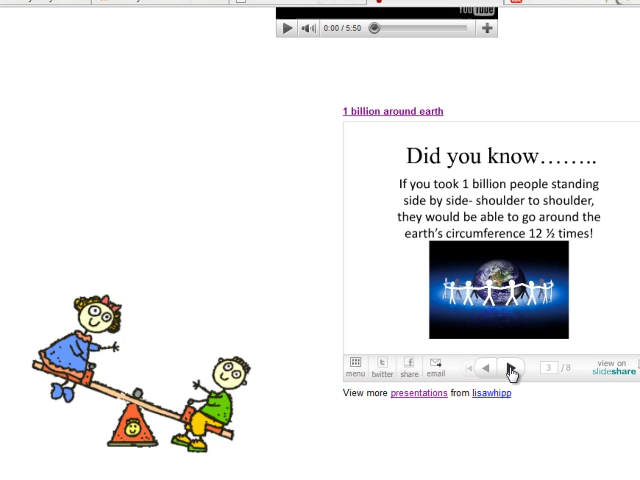 YouTube
0:00 / 5:50
1 billion around earth
Did you know……..
If you took 1 billion people standing
side by side- shoulder to shoulder,
they would be able to go around the
earth's circumference 12 ½ times!
menu twitter share email 3 / 8 view on
slideshare
View more presentations from lisawhipp